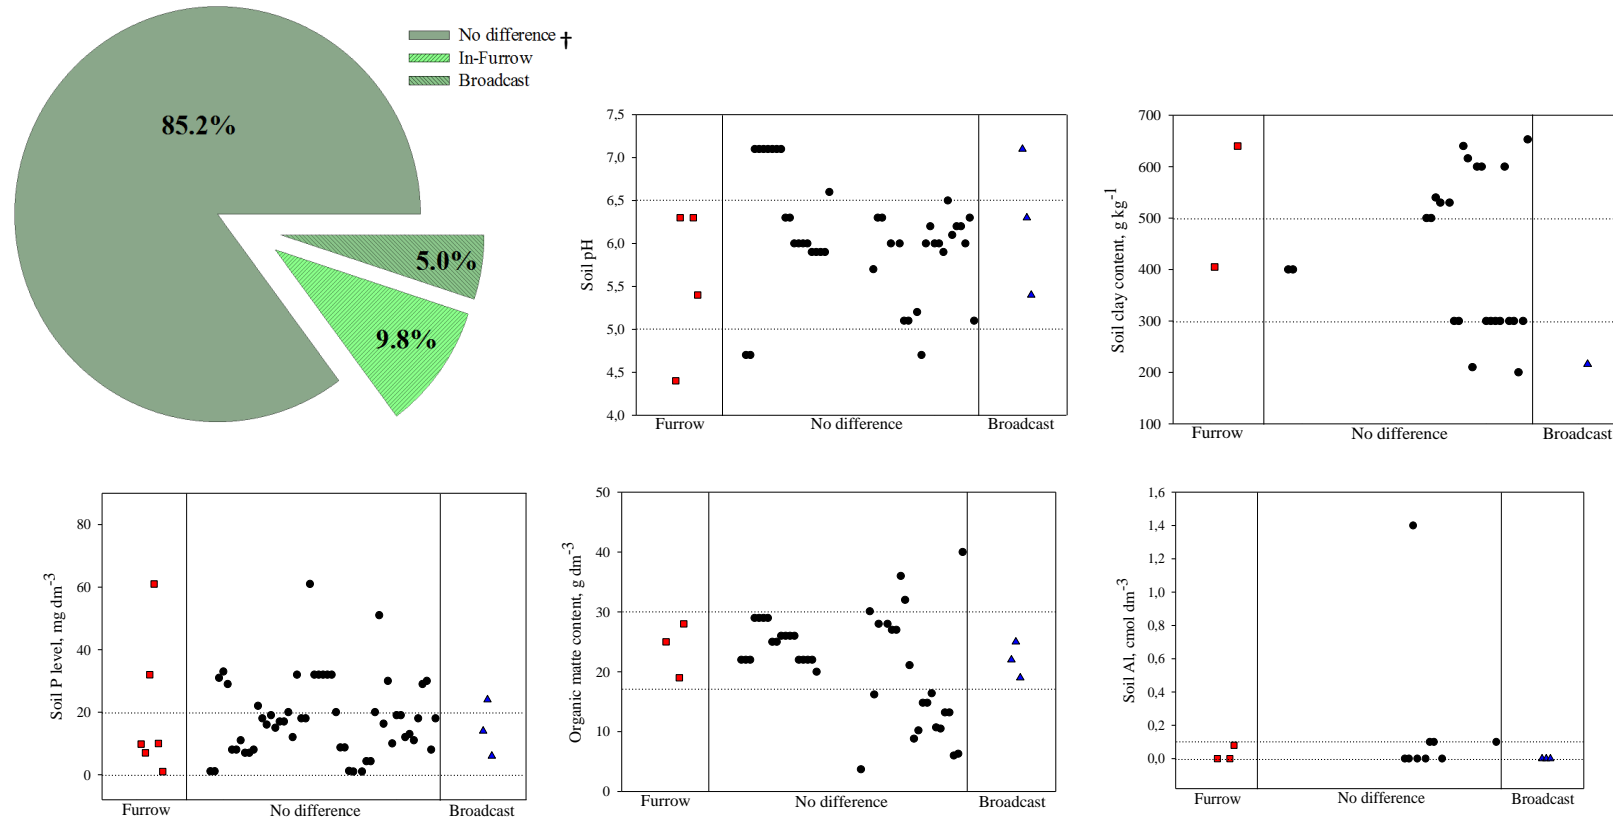 No difference †
In-Furrow
Broadcast
85.2%
5.0%
9.8%
Soil pH
7,5
7,0
6,5
6,0
5,5
5,0
4,5
4,0
Furrow No difference Broadcast
Soil clay content, g kg-1
700
600
500
400
300
200
100
Furrow No difference Broadcast
Soil P level, mg dm-3
80
60
40
20
0
Furrow No difference Broadcast
Organic matte content, g dm-3
50
40
30
20
10
0
Furrow No difference Broadcast
Soil Al, cmol dm-3
1,6
1,4
1,2
1,0
0,8
0,6
0,4
0,2
0,0
Furrow No difference Broadcast